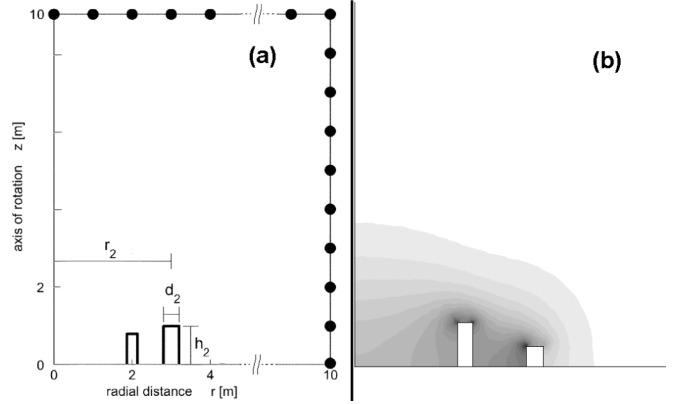 10
(a)
(b)
axis of rotation z [m]
r2
d2
2
h2
0
0 2 4 10
radial distance r [m]